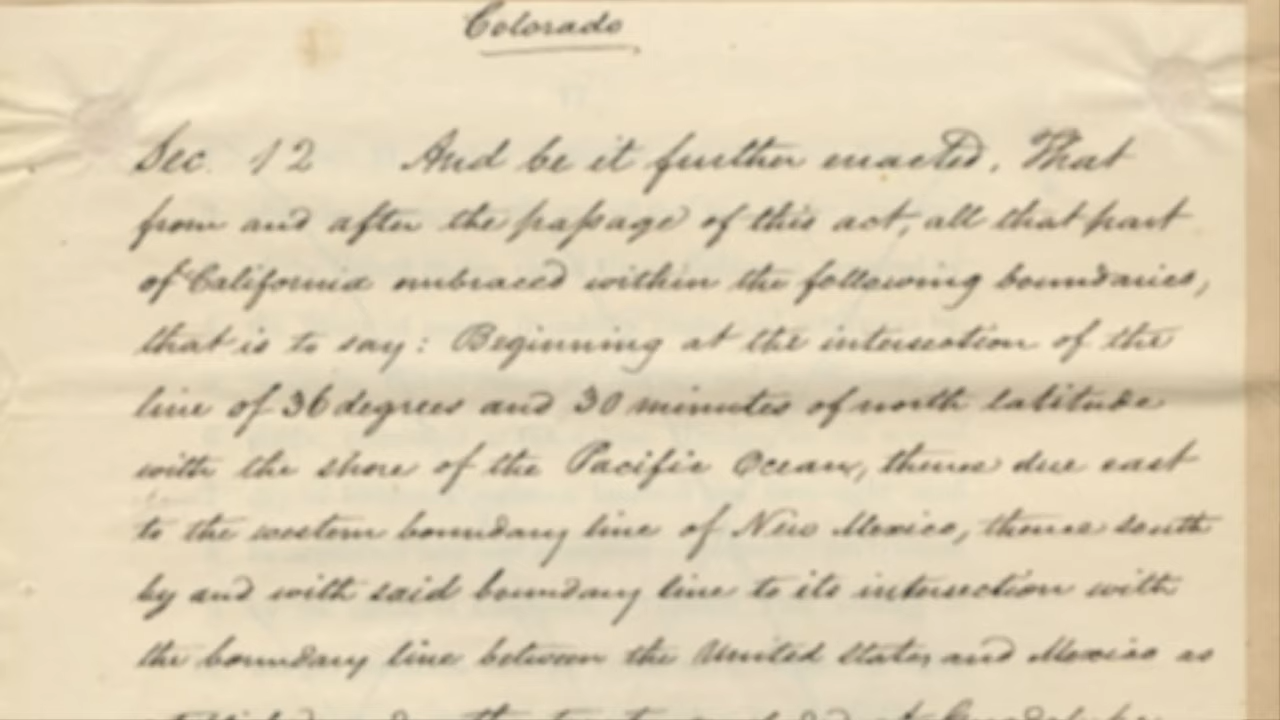 Colorado
Sec. 12 And be it further enacted, That
from and after the passage of this act, all that part
of California embraced within the following boundaries,
that is to say: Beginning at the intersection of the
line of 36 degrees and 30 minutes of north latitude
with the shore of the Pacific Ocean, thence due east
to the western boundary line of New Mexico, thence south
by and with said boundary line to its intersection with
the boundary line between the United States and Mexico as